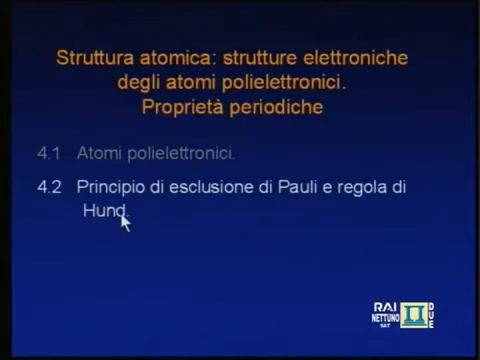 Struttura atomica: strutture elettroniche
degli atomi polielettronici.
Proprietà periodiche
4.1 Atomi polielettronici.
4.2 Principio di esclusione di Pauli e regola di
Hund.
RAI
NETTUNO
SAT
DUE